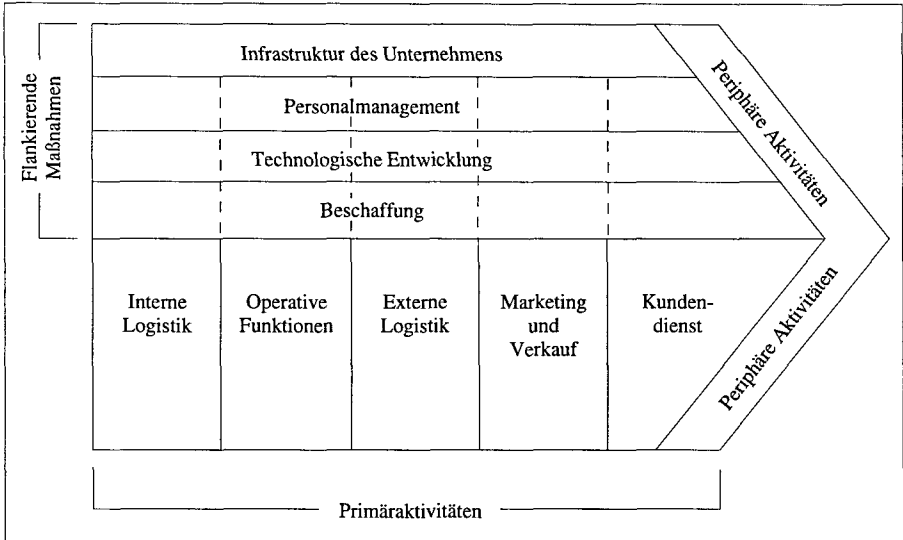 Flankierende
Maßnahmen
Infrastruktur des Unternehmens
Personalmanagement
Technologische Entwicklung
Beschaffung
Periphäre Aktivitäten
Interne
Logistik
Operative
Funktionen
Externe
Logistik
Marketing
und
Verkauf
Kunden-
dienst
Periphäre Aktivitäten
Primäraktivitäten